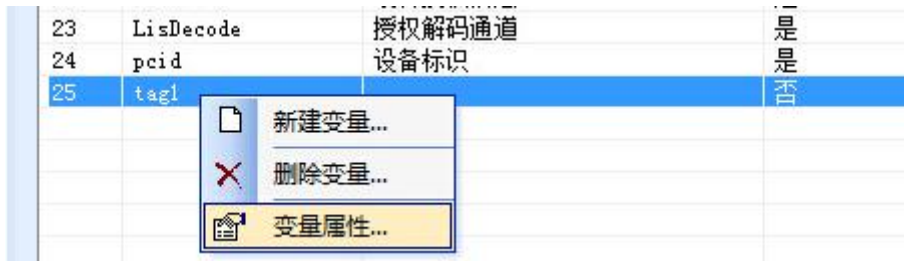 23 LisDecode 授权解码通道 是
24 pcid 设备标识 是
25 tag1 否
新建变量...
删除变量...
变量属性...